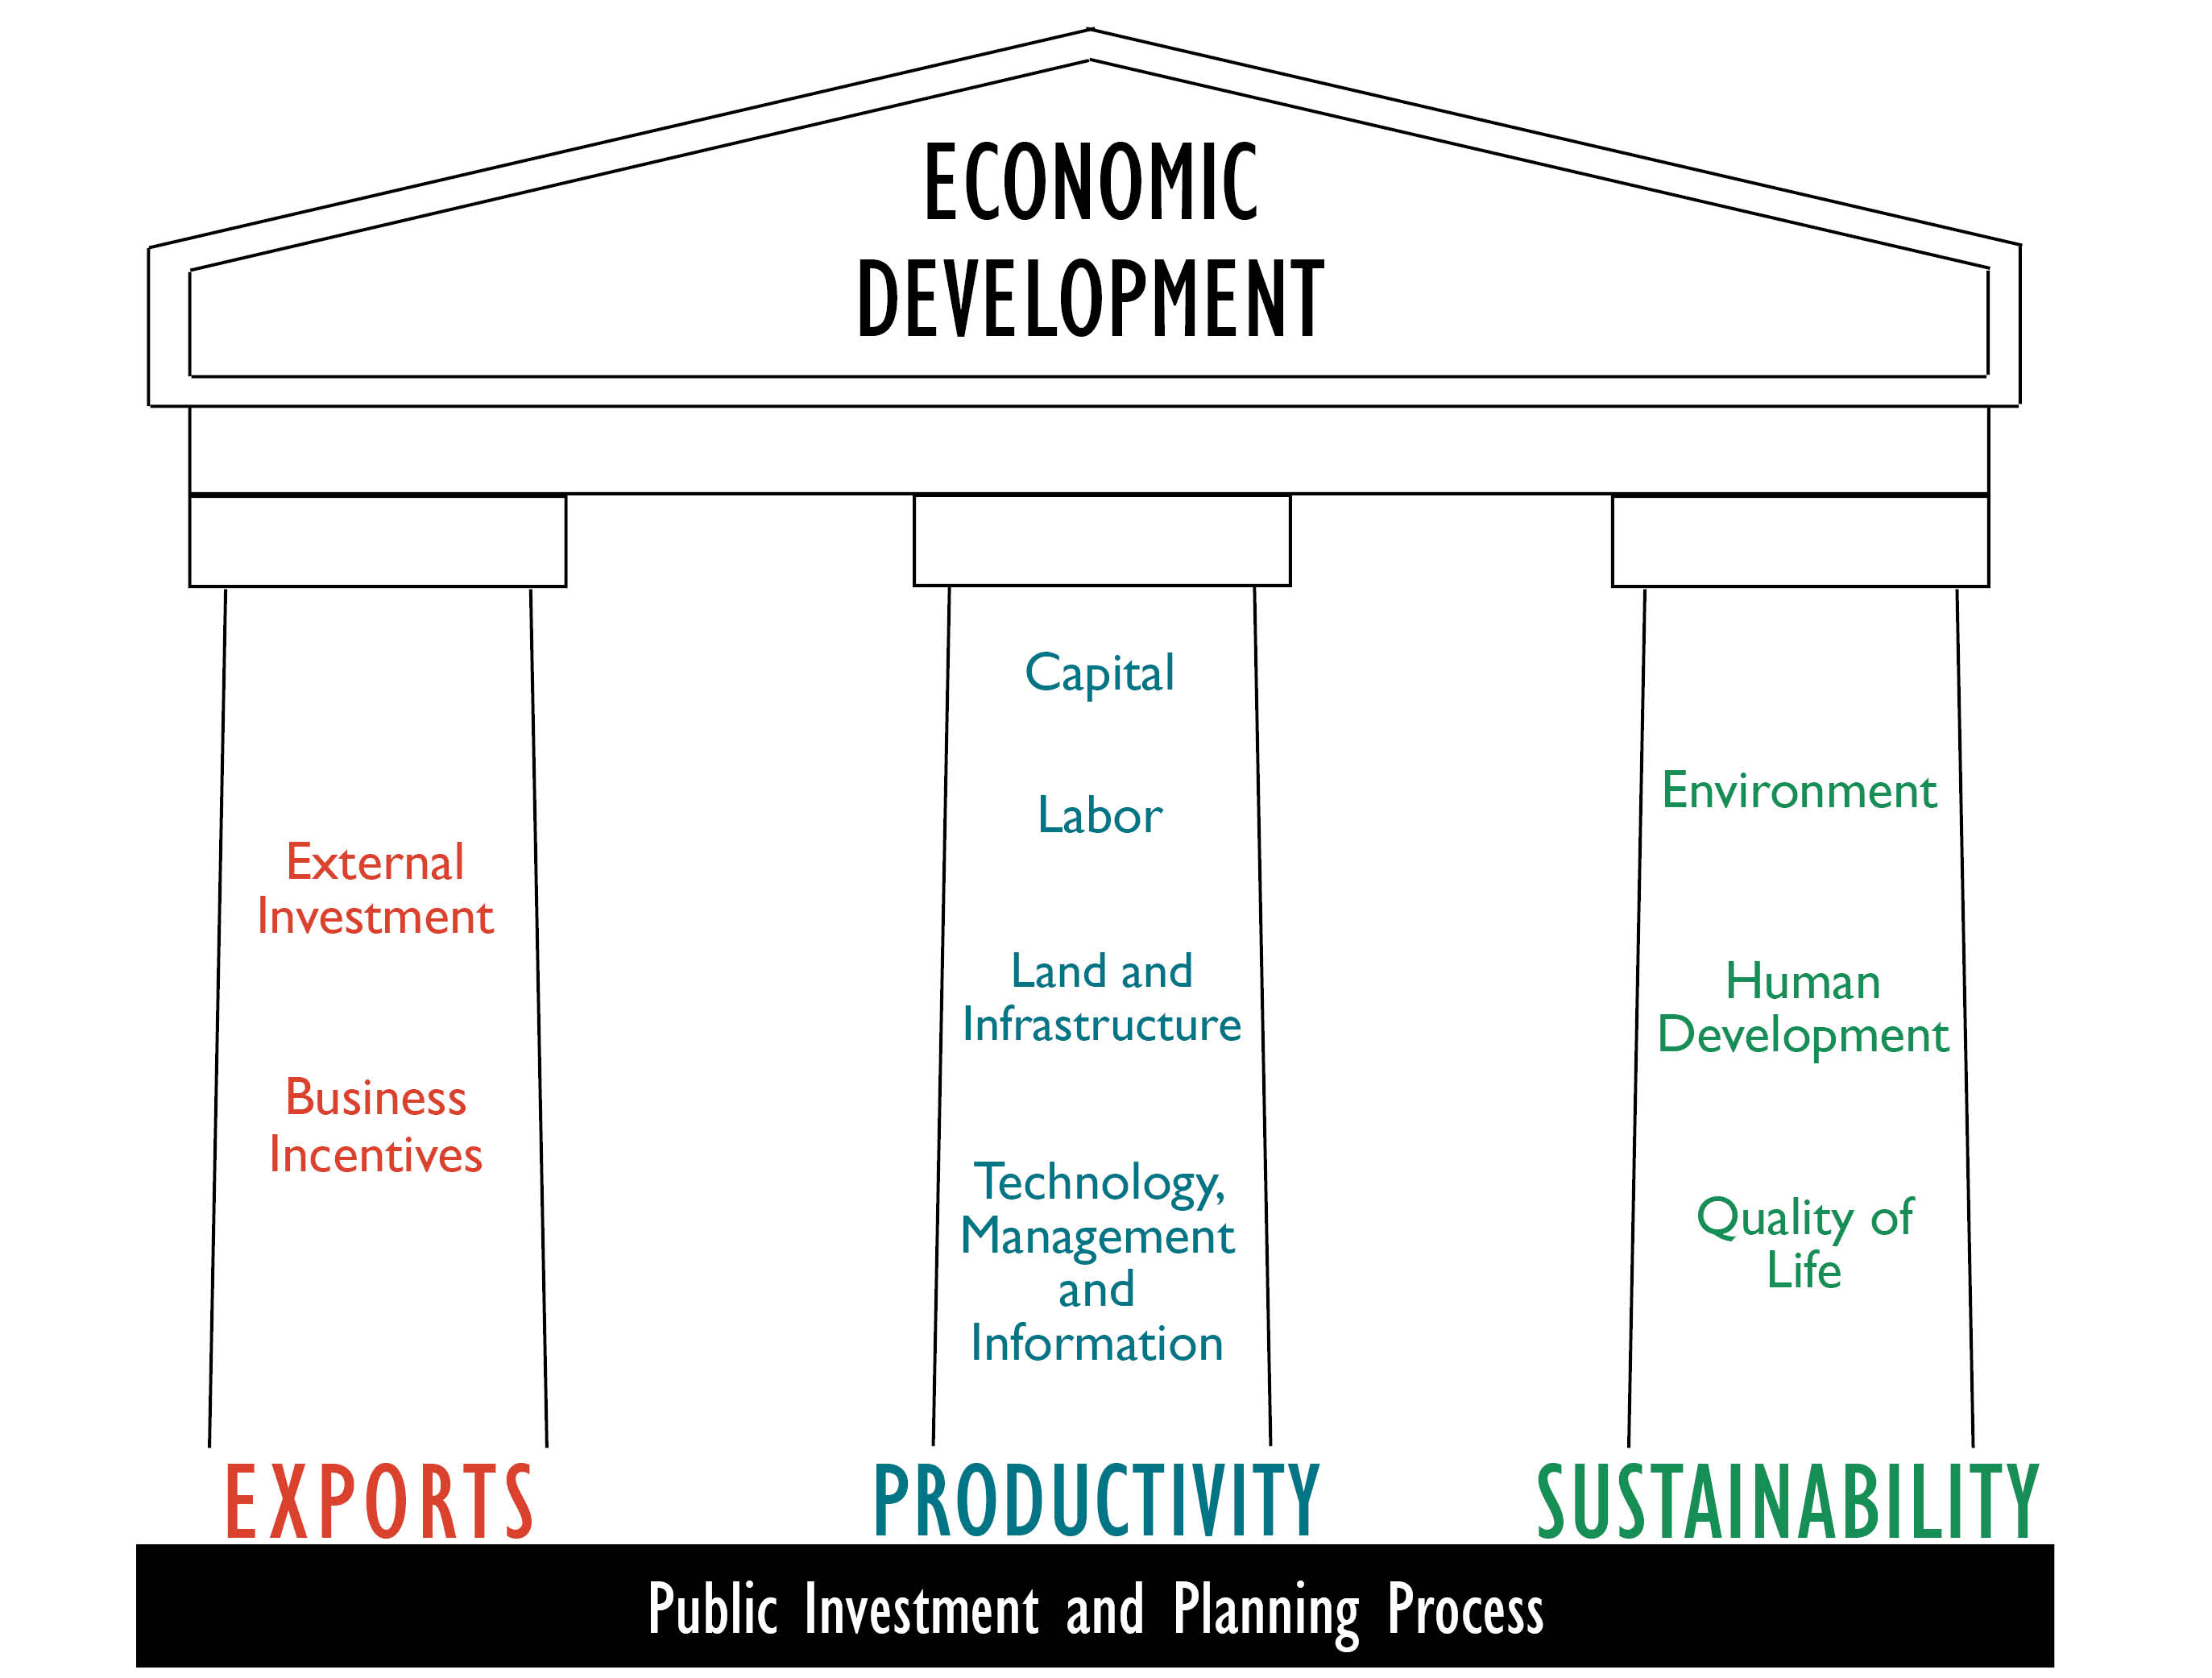 ECONOMIC
DEVELOPMENT
External
Investment
Business
Incentives
EXPORTS
Capital
Labor
Land and
Infrastructure
Technology,
Management
and
Information
PRODUCTIVITY
Environment
Human
Development
Quality of
Life
SUSTAINABILITY
Public Investment and Planning Process